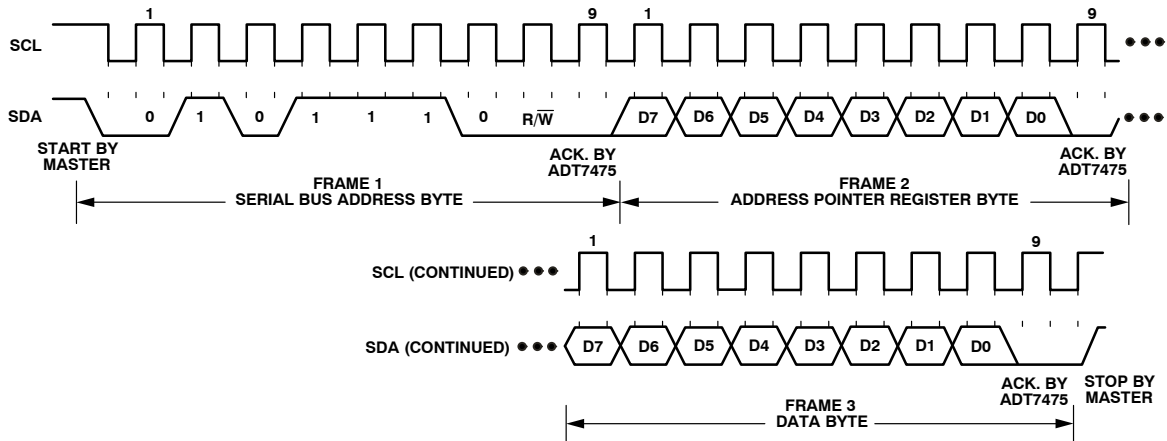 1 9 1 9
SCL
SDA 0 1 0 1 1 1 0 R/W D7 D6 D5 D4 D3 D2 D1 D0
START BY
MASTER
ACK. BY
ADT7475
ACK. BY
ADT7475
FRAME 1
SERIAL BUS ADDRESS BYTE
FRAME 2
ADDRESS POINTER REGISTER BYTE
1 9
SCL (CONTINUED)
SDA (CONTINUED) D7 D6 D5 D4 D3 D2 D1 D0
ACK. BY
ADT7475
STOP BY
MASTER
FRAME 3
DATA BYTE